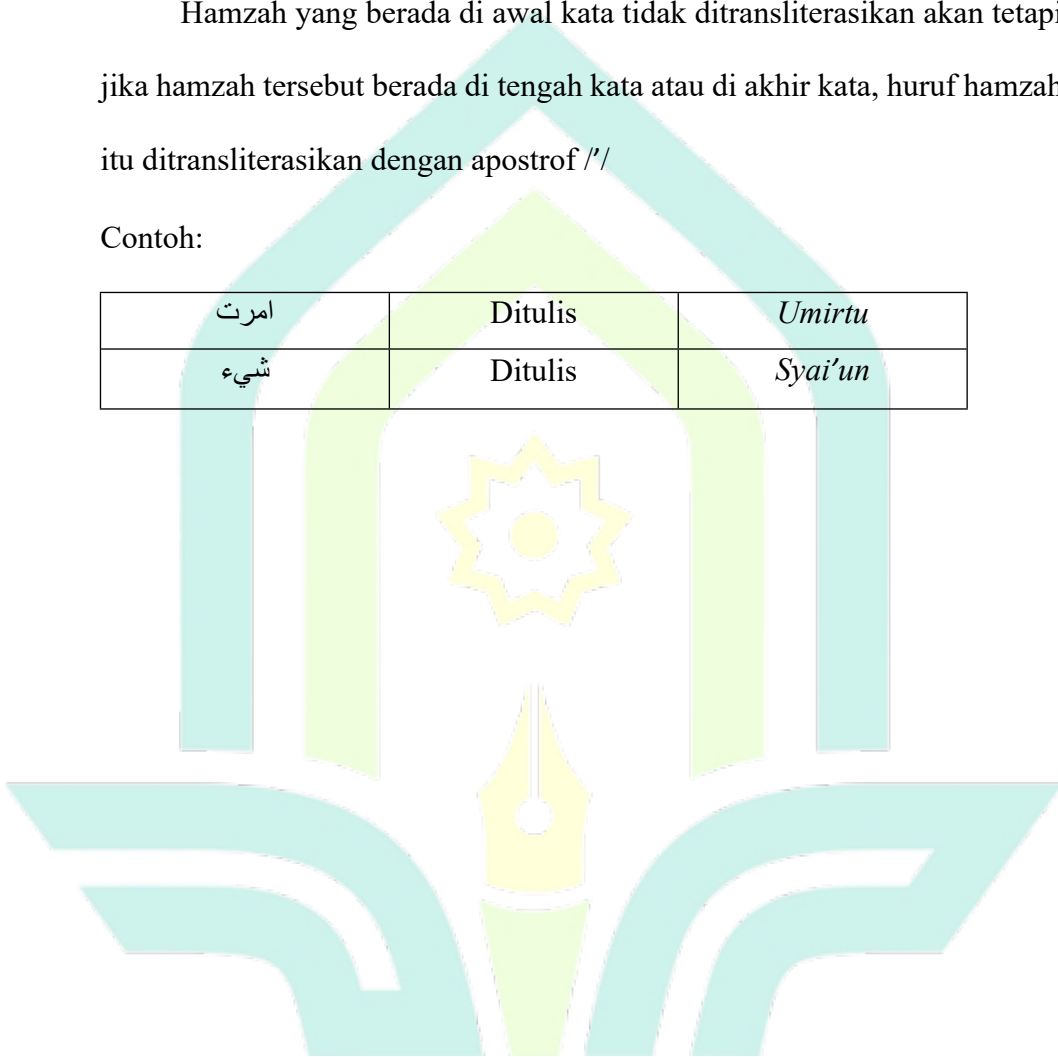 Hamzah yang berada di awal kata tidak ditransliterasikan akan tetapi
jika hamzah tersebut berada di tengah kata atau di akhir kata, huruf hamzah
itu ditransliterasikan dengan apostrof /’/
Contoh:
امرت Ditulis Umirtu
شيء Ditulis Syai’un